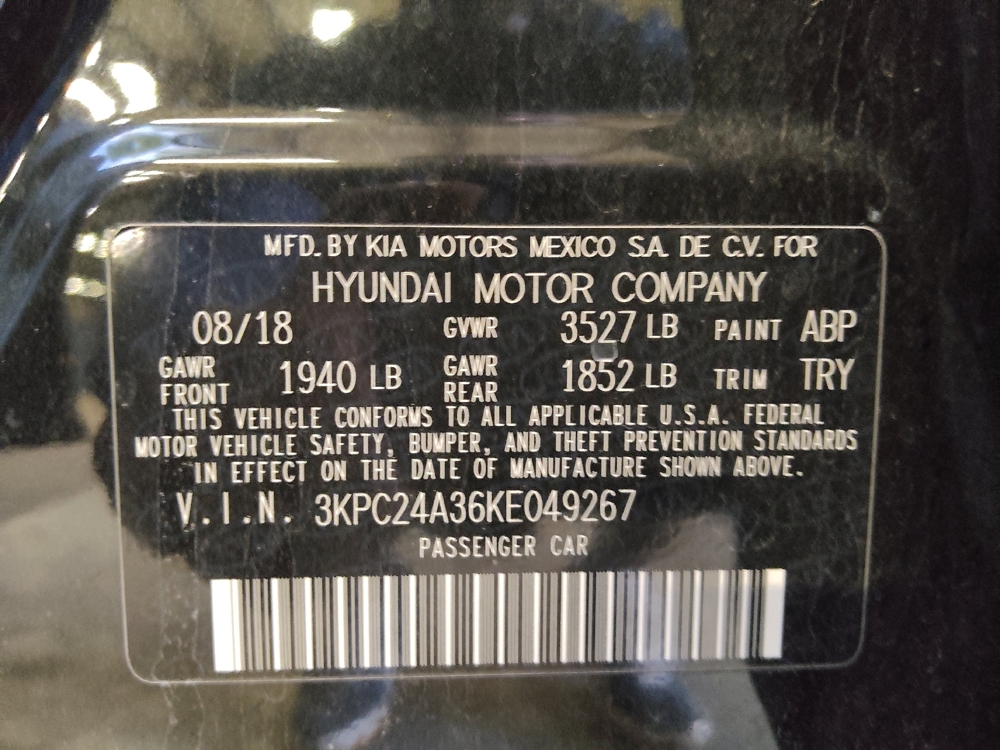 MFD. BY KIA MOTORS MEXICO S.A. DE C.V. FOR
HYUNDAI MOTOR COMPANY
08/18 GVWR 3527 LB PAINT ABP
GAWR FRONT 1940 LB GAWR REAR 1852 LB TRIM TRY
THIS VEHICLE CONFORMS TO ALL APPLICABLE U.S.A. FEDERAL
MOTOR VEHICLE SAFETY, BUMPER, AND THEFT PREVENTION STANDARDS
IN EFFECT ON THE DATE OF MANUFACTURE SHOWN ABOVE.
V.I.N. 3KPC24A36KE049267
PASSENGER CAR